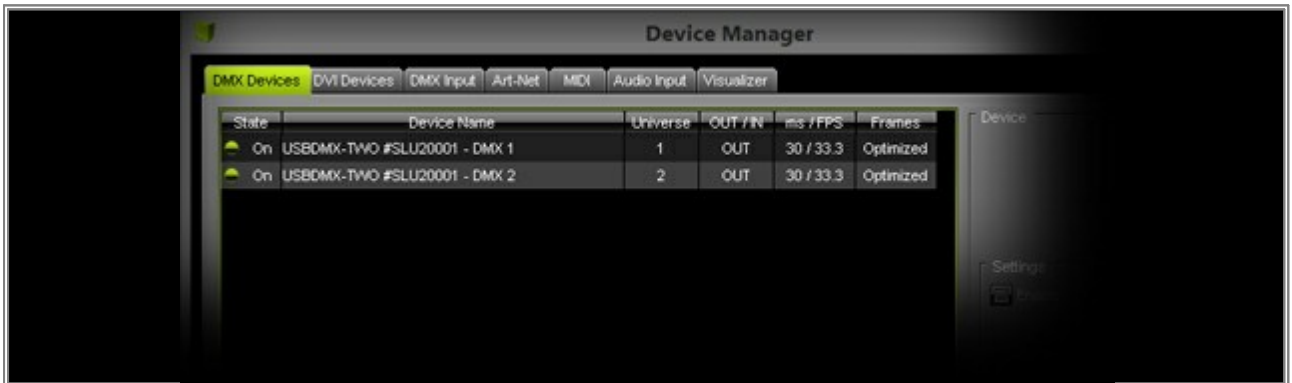 Device Manager
DMX Devices DVI Devices DMX Input Art-Net MIDI Audio Input Visualizer
State Device Name Universe OUT / IN ms / FPS Frames Device
On USBDMX-TWO #SLU20001 - DMX 1 1 OUT 30 / 33.3 Optimized
On USBDMX-TWO #SLU20001 - DMX 2 2 OUT 30 / 33.3 Optimized
Settings